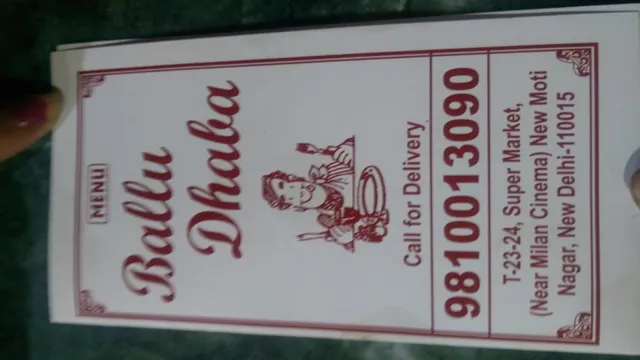 MENU
Ballu
Dhaba
Call for Delivery
9810013090
T-23-24, Super Market,
(Near Milan Cinema) New Moti
Nagar, New Delhi-110015